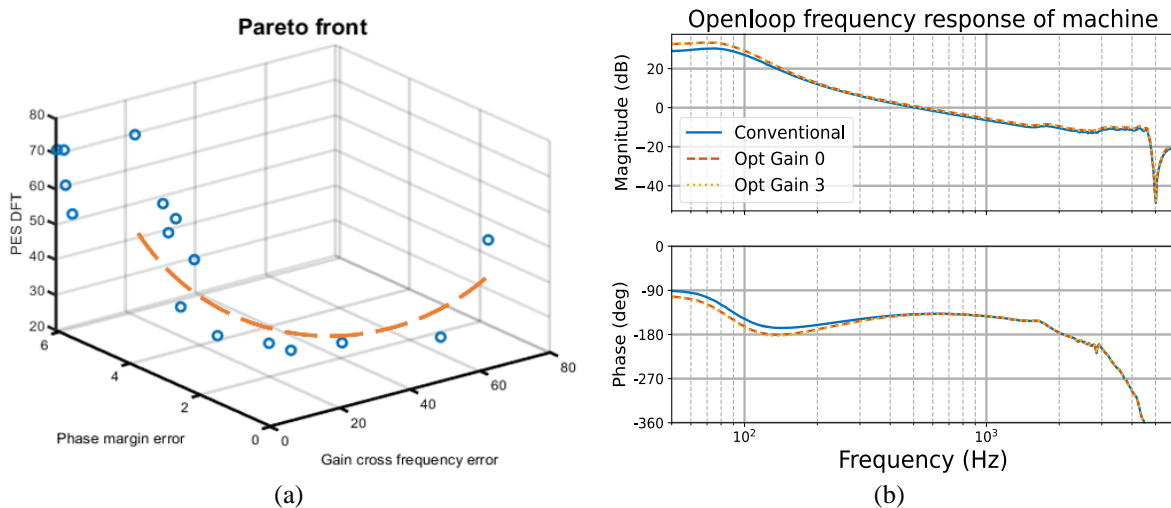 Pareto front
80
70
60
50
40
30
20
PES DFT
6
4
2
0
Phase margin error
0
20
40
60
80
Gain cross frequency error
(a)
Openloop frequency response of machine
20
0
−20
−40
Magnitude (dB)
Conventional
Opt Gain 0
Opt Gain 3
0
-90
-180
-270
-360
Phase (deg)
10²
10³
Frequency (Hz)
(b)